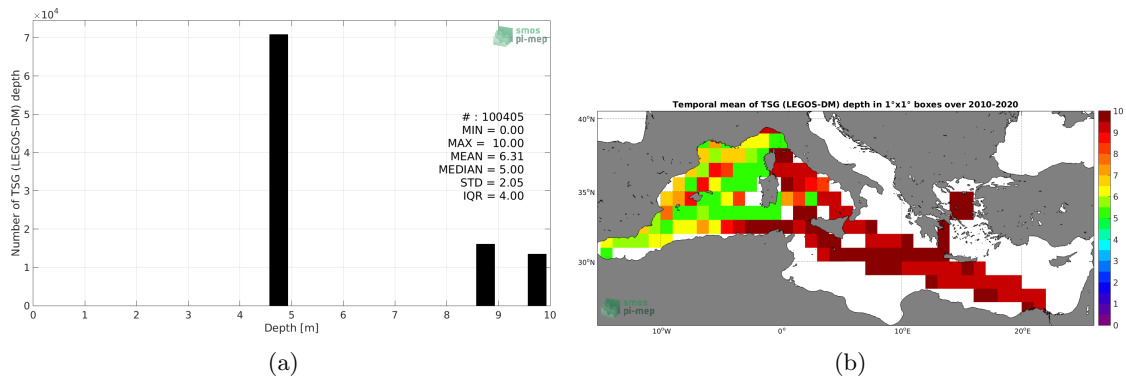 ×10⁴
7
6
5
4
3
2
1
0
Number of TSG (LEGOS-DM) depth
smos
pi-mep
# : 100405
MIN = 0.00
MAX = 10.00
MEAN = 6.31
MEDIAN = 5.00
STD = 2.05
IQR = 4.00
0 1 2 3 4 5 6 7 8 9 10
Depth [m]
(a)
Temporal mean of TSG (LEGOS-DM) depth in 1°x1° boxes over 2010-2020
40°N
35°N
30°N
10°W 0° 10°E 20°E
smos
pi-mep
10
9
8
7
6
5
4
3
2
1
0
(b)